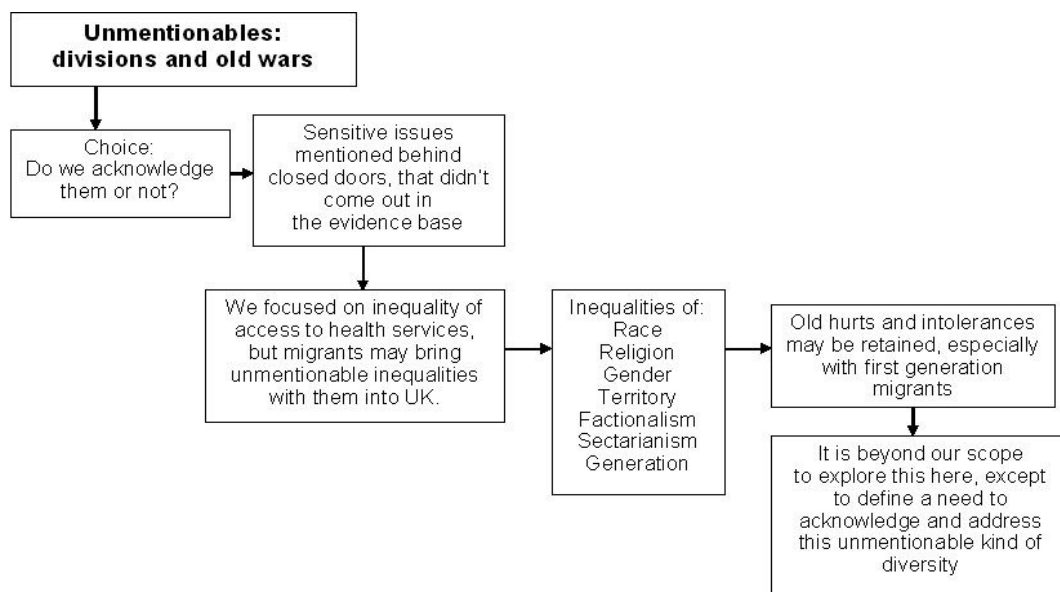 Unmentionables:
divisions and old wars
Choice:
Do we acknowledge
them or not?
Sensitive issues
mentioned behind
closed doors, that didn't
come out in
the evidence base
We focused on inequality of
access to health services,
but migrants may bring
unmentionable inequalities
with them into UK.
Inequalities of:
Race
Religion
Gender
Territory
Factionalism
Sectarianism
Generation
Old hurts and intolerances
may be retained, especially
with first generation
migrants
It is beyond our scope
to explore this here, except
to define a need to
acknowledge and address
this unmentionable kind of
diversity